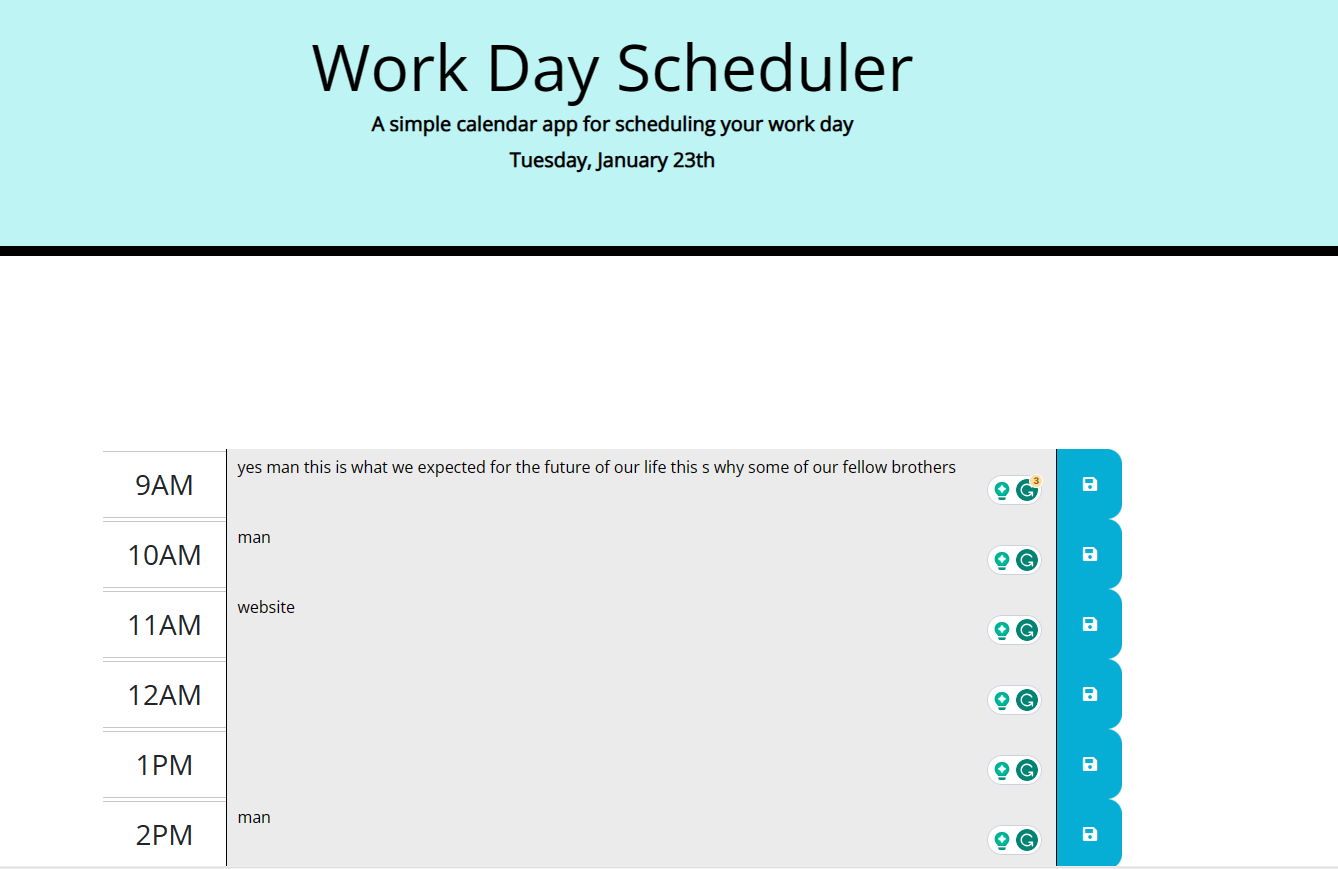 Work Day Scheduler
A simple calendar app for scheduling your work day
Tuesday, January 23th
9AM
yes man this is what we expected for the future of our life this s why some of our fellow brothers
3
10AM
man
11AM
website
12AM
1PM
2PM
man